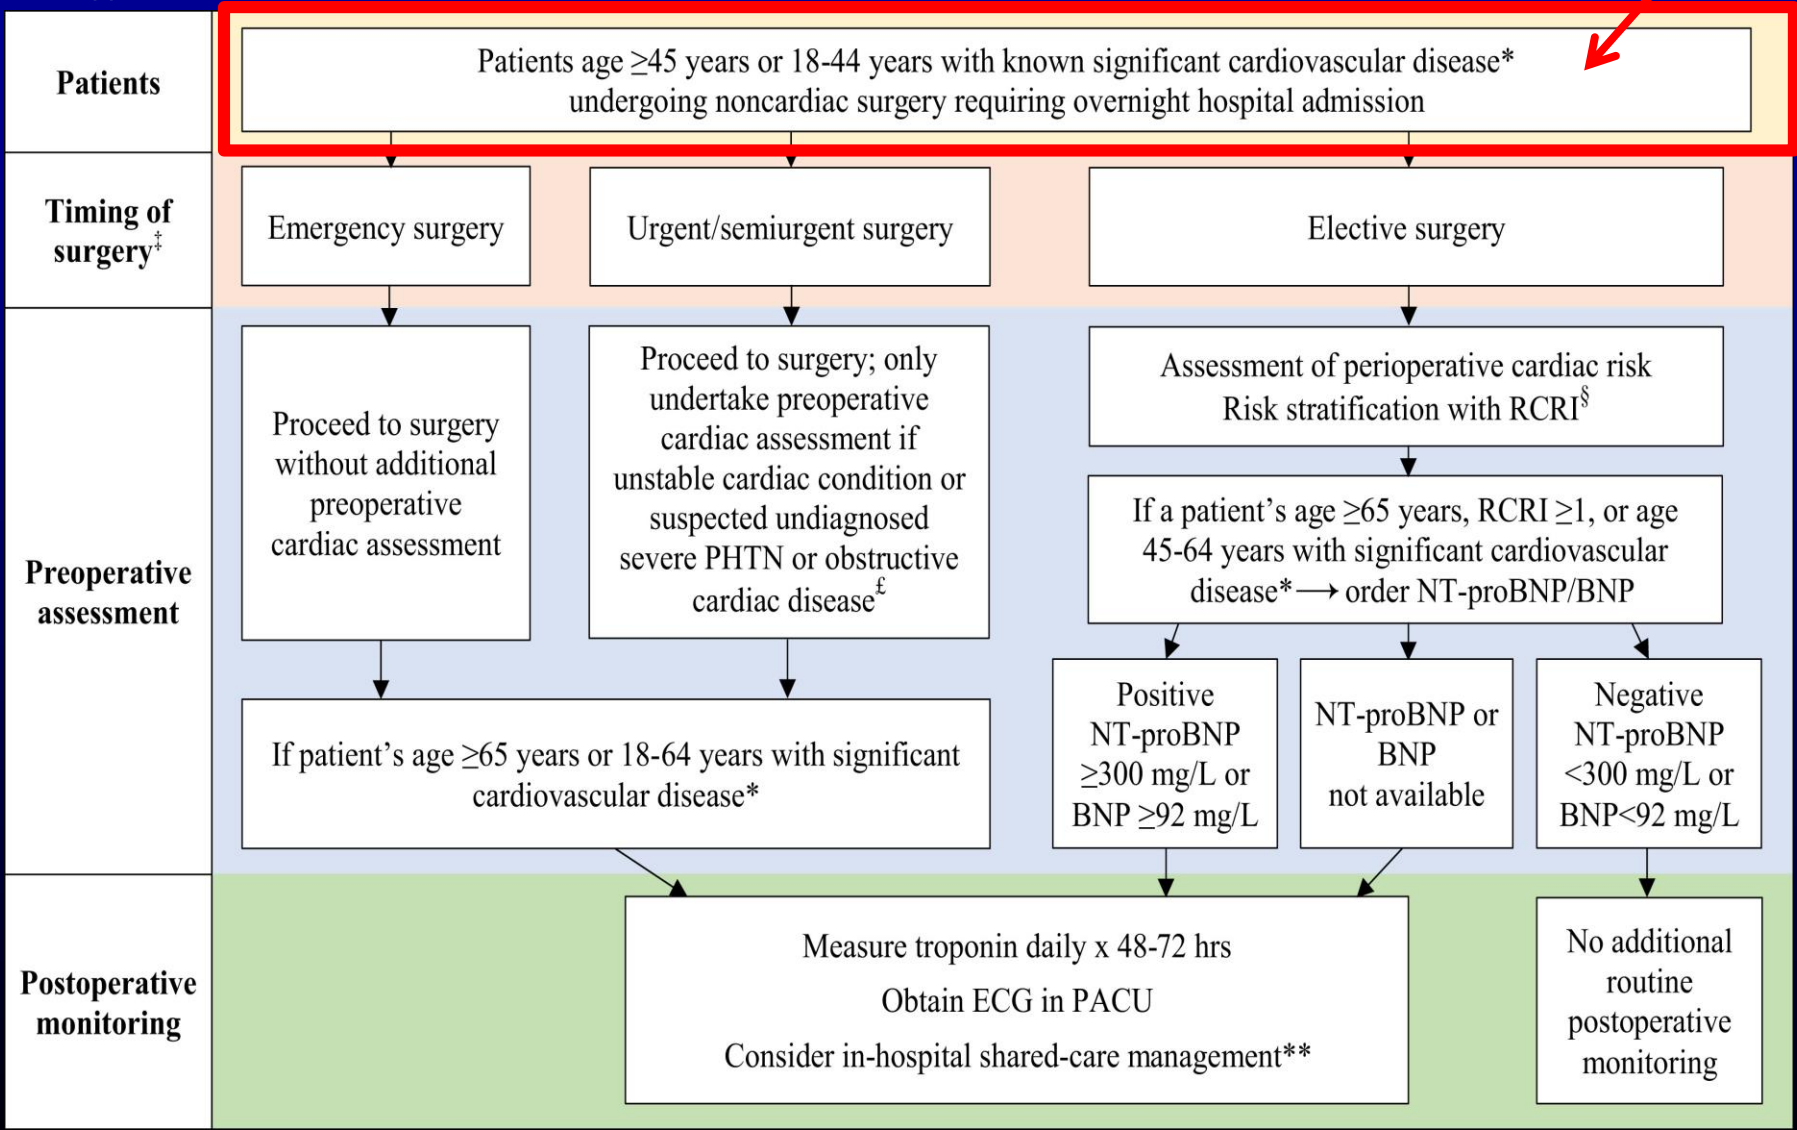 Patients
Patients age ≥45 years or 18-44 years with known significant cardiovascular disease*
undergoing noncardiac surgery requiring overnight hospital admission
Timing of
surgery‡
Emergency surgery
Urgent/semiurgent surgery
Elective surgery
Preoperative
assessment
Proceed to surgery
without additional
preoperative
cardiac assessment
Proceed to surgery; only
undertake preoperative
cardiac assessment if
unstable cardiac condition or
suspected undiagnosed
severe PHTN or obstructive
cardiac disease£
Assessment of perioperative cardiac risk
Risk stratification with RCRI§
If a patient's age ≥65 years, RCRI ≥1, or age
45-64 years with significant cardiovascular
disease*→ order NT-proBNP/BNP
If patient's age ≥65 years or 18-64 years with significant
cardiovascular disease*
Positive
NT-proBNP
≥300 mg/L or
BNP ≥92 mg/L
NT-proBNP or
BNP
not available
Negative
NT-proBNP
<300 mg/L or
BNP<92 mg/L
Postoperative
monitoring
Measure troponin daily x 48-72 hrs
Obtain ECG in PACU
Consider in-hospital shared-care management**
No additional
routine
postoperative
monitoring